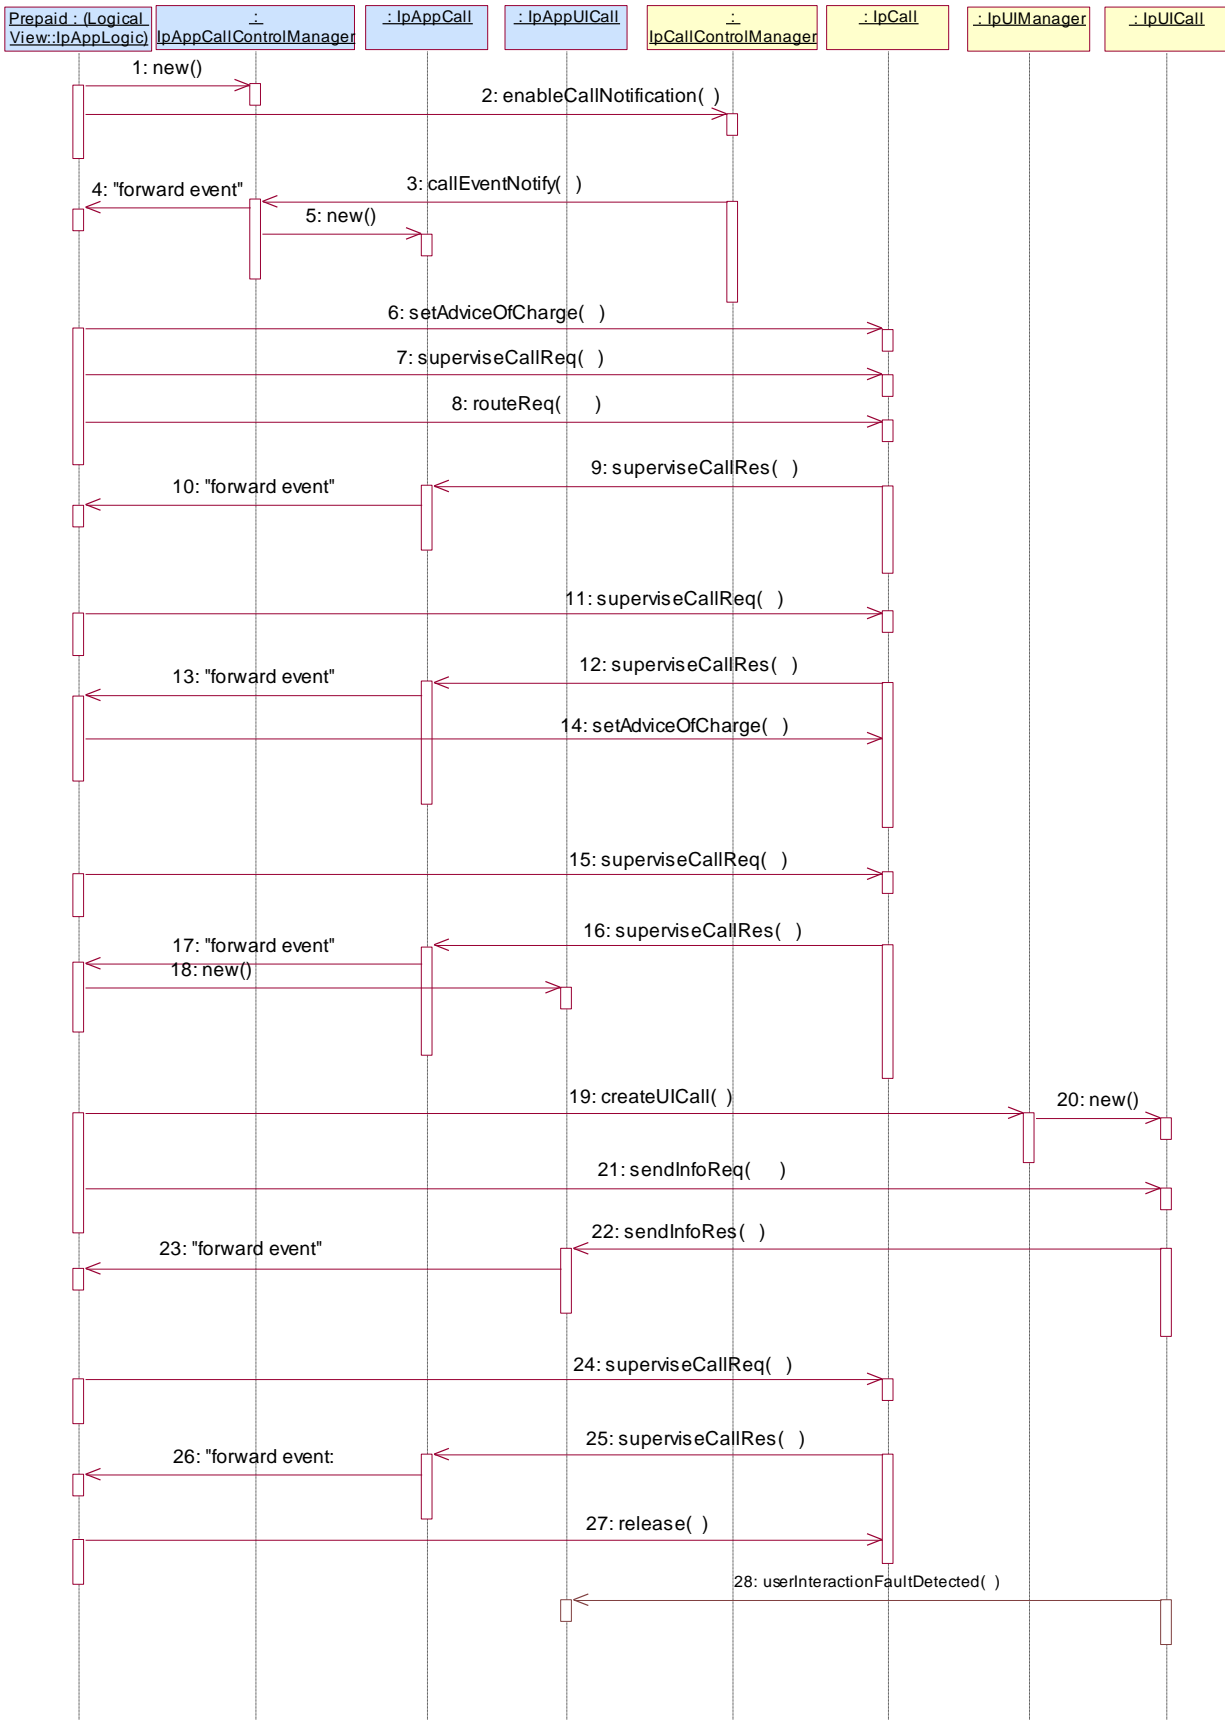 Prepaid : (Logical
View::IpAppLogic)
:
IpAppCallControlManager
: IpAppCall
: IpAppUICall
:
IpCallControlManager
: IpCall
: IpUIManager
: IpUICall
1: new()
2: enableCallNotification( )
3: callEventNotify( )
4: "forward event"
5: new()
6: setAdviceOfCharge( )
7: superviseCallReq( )
8: routeReq( )
9: superviseCallRes( )
10: "forward event"
11: superviseCallReq( )
12: superviseCallRes( )
13: "forward event"
14: setAdviceOfCharge( )
15: superviseCallReq( )
16: superviseCallRes( )
17: "forward event"
18: new()
19: createUICall( )
20: new()
21: sendInfoReq( )
22: sendInfoRes( )
23: "forward event"
24: superviseCallReq( )
25: superviseCallRes( )
26: "forward event:
27: release( )
28: userInteractionFaultDetected( )